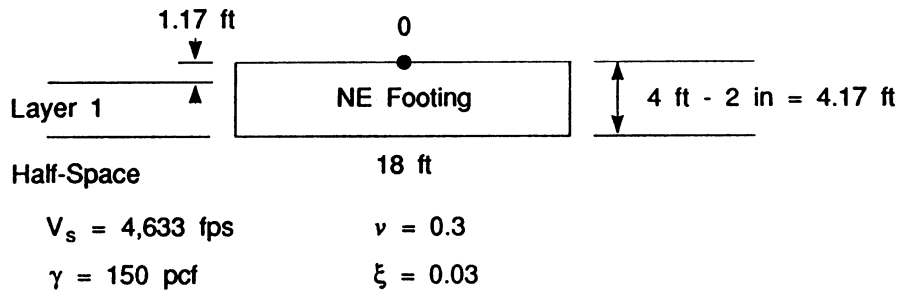 1.17 ft
0
NE Footing
4 ft - 2 in = 4.17 ft
Layer 1
18 ft
Half-Space
Vs = 4,633 fps
ν = 0.3
γ = 150 pcf
ξ = 0.03